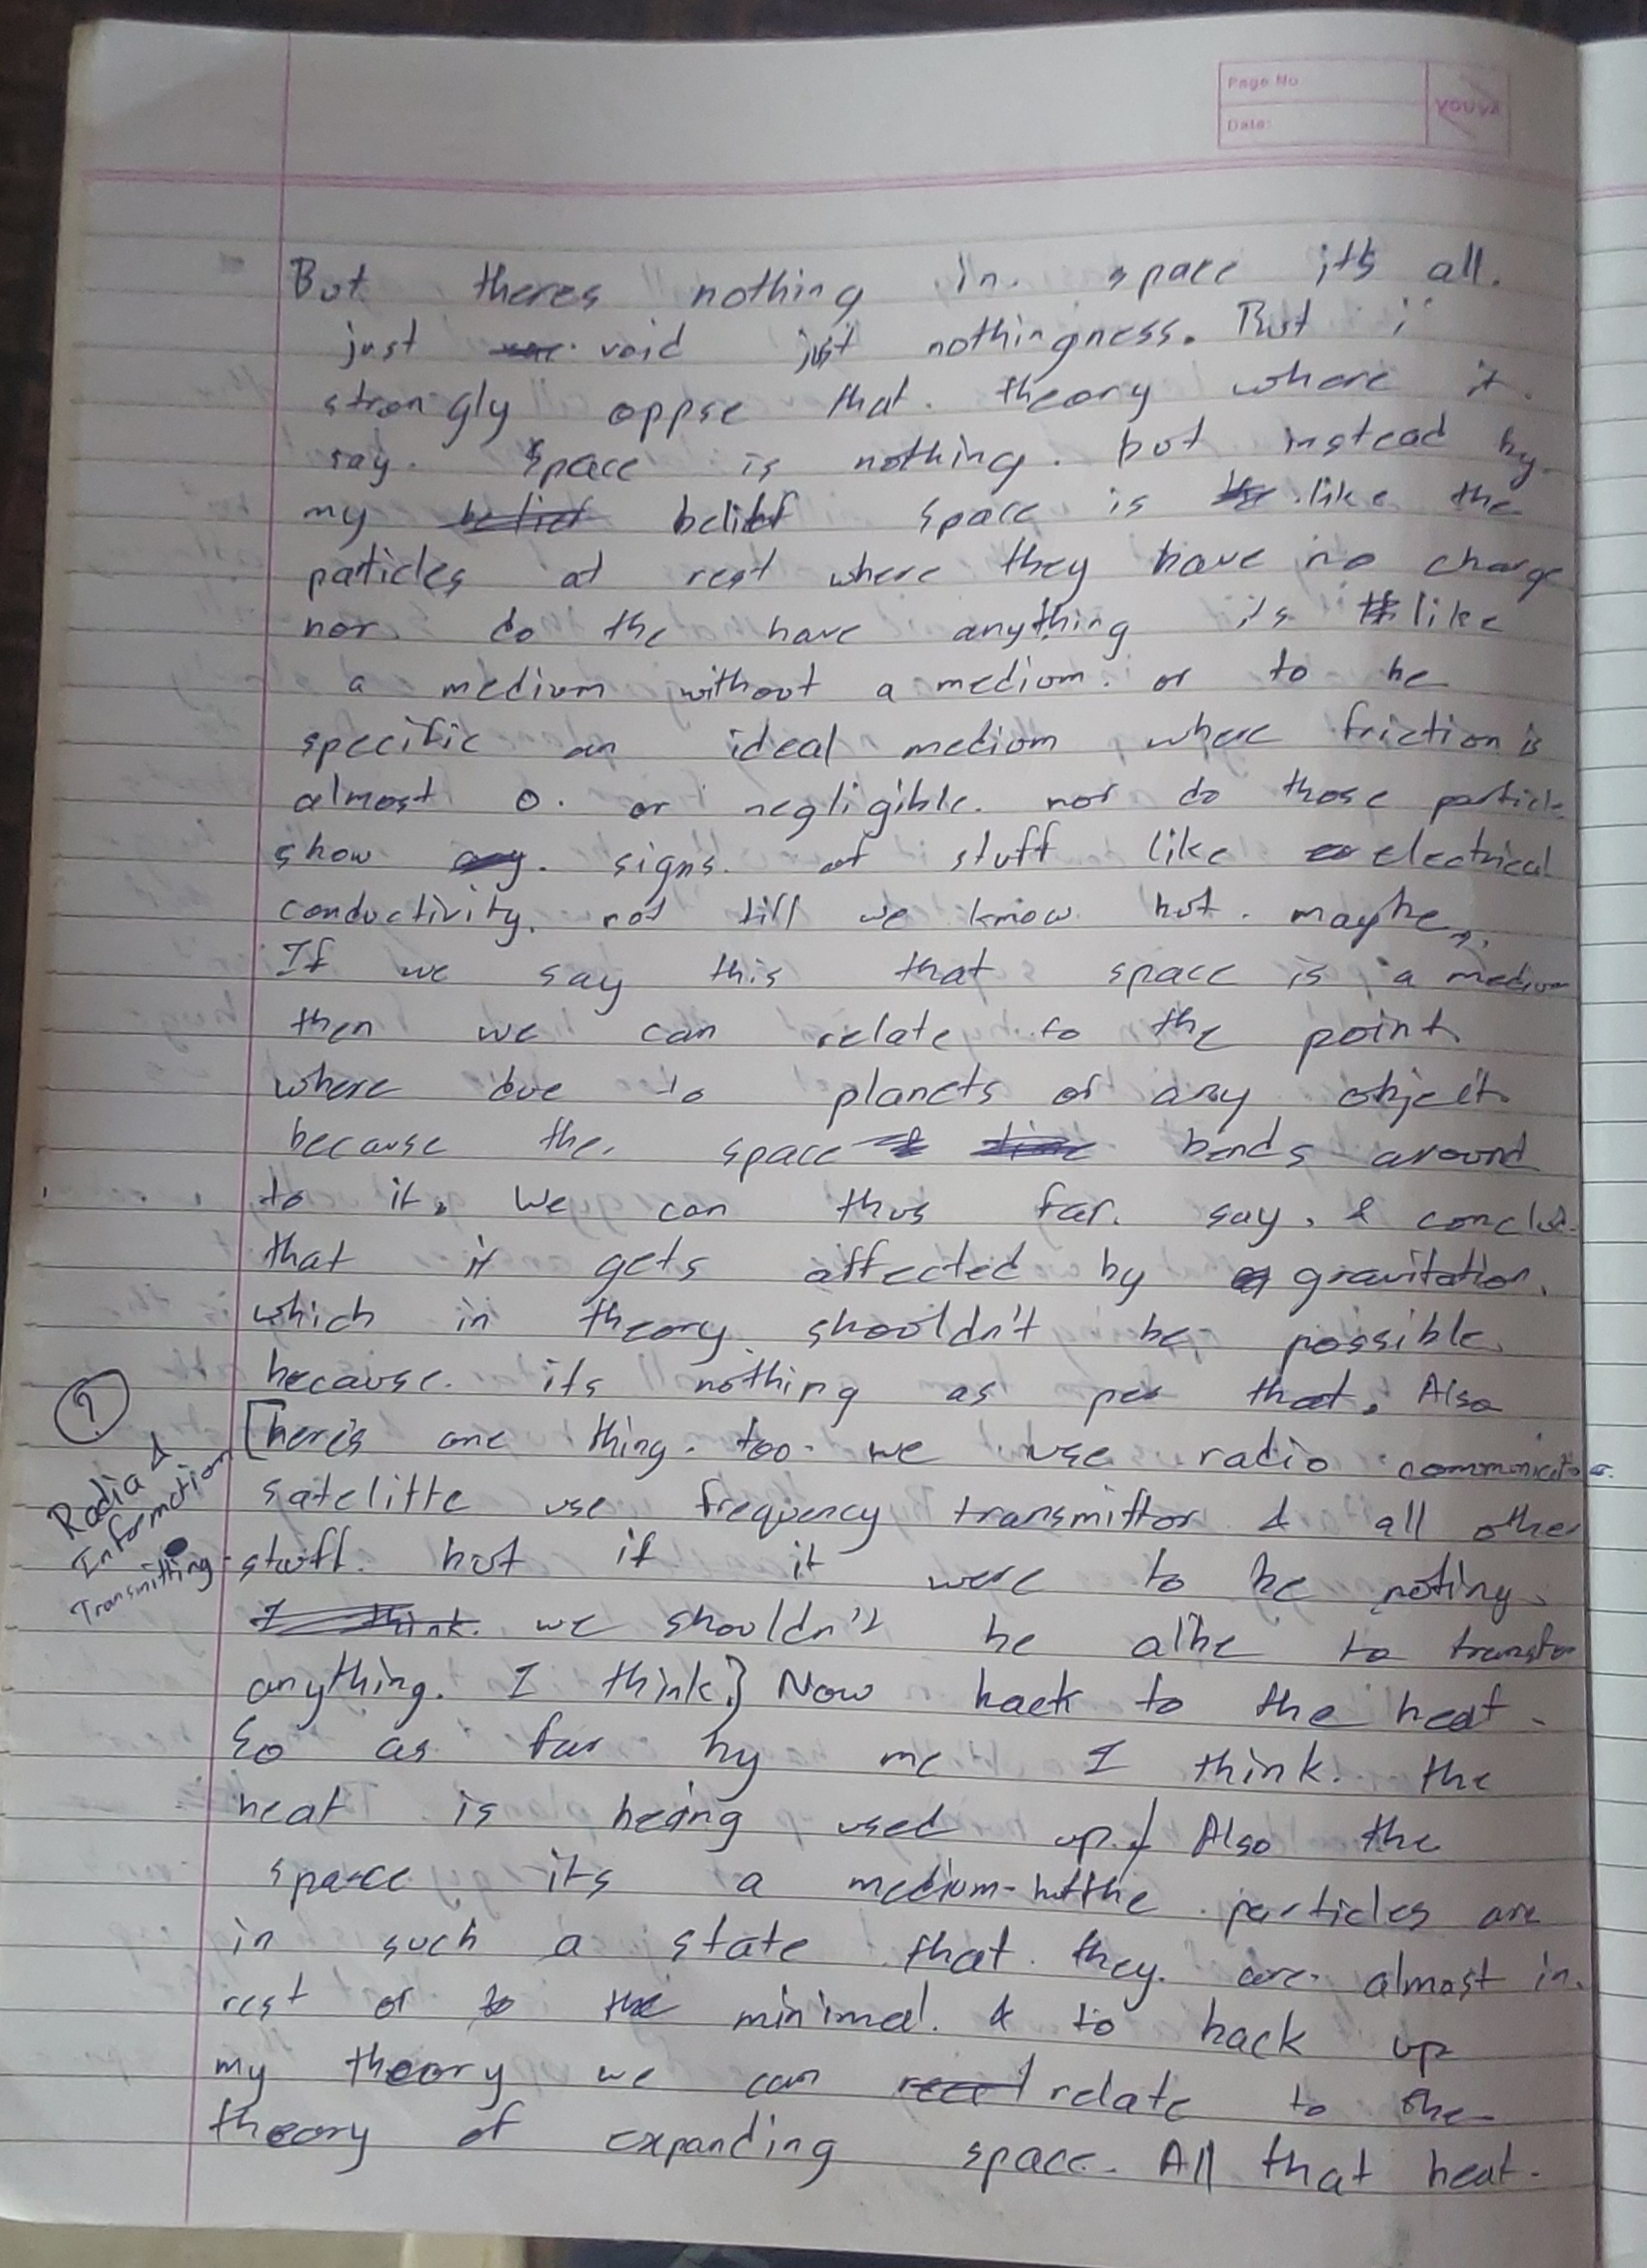 Page No
Date:
YOUVA
But theres nothing in. space its all.
just void just nothingness. But i
strongly oppse that. theory where it.
say. Space is nothing. but instead by
my belief space is like the
particles at rest where they have no charge
nor do the have anything its like
a medium without a medium. or to be
specific an ideal medium where friction is
almost 0. or negligible. nor do those particle
show signs. of stuff like electrical
conductivity. not till we know but. maybe
If we say this that space is a medium
then we can relate to the point
where due to planets of any object
because the space bends around
to it, We can thus far. say, & conclud
that it gets affected by gravitation.
which in theory shouldn't be possible
because. its nothing as per that. Also
?
[here's one thing. too. we use radio communicatio
Radia &
Information
Transmitting
satelitte use frequency transmittor & all other
stuff. but if it were to be noting.
we shouldn't be albe to transfer
anything. I think] Now back to the heat.
So as far by me I think. the
heat is being used up. Also the
space its a medium-but the particles are
in such a state that they. are almost in.
rest or the minimal. & to back up
my theory we can relate to the
theory of expanding space. All that heat.